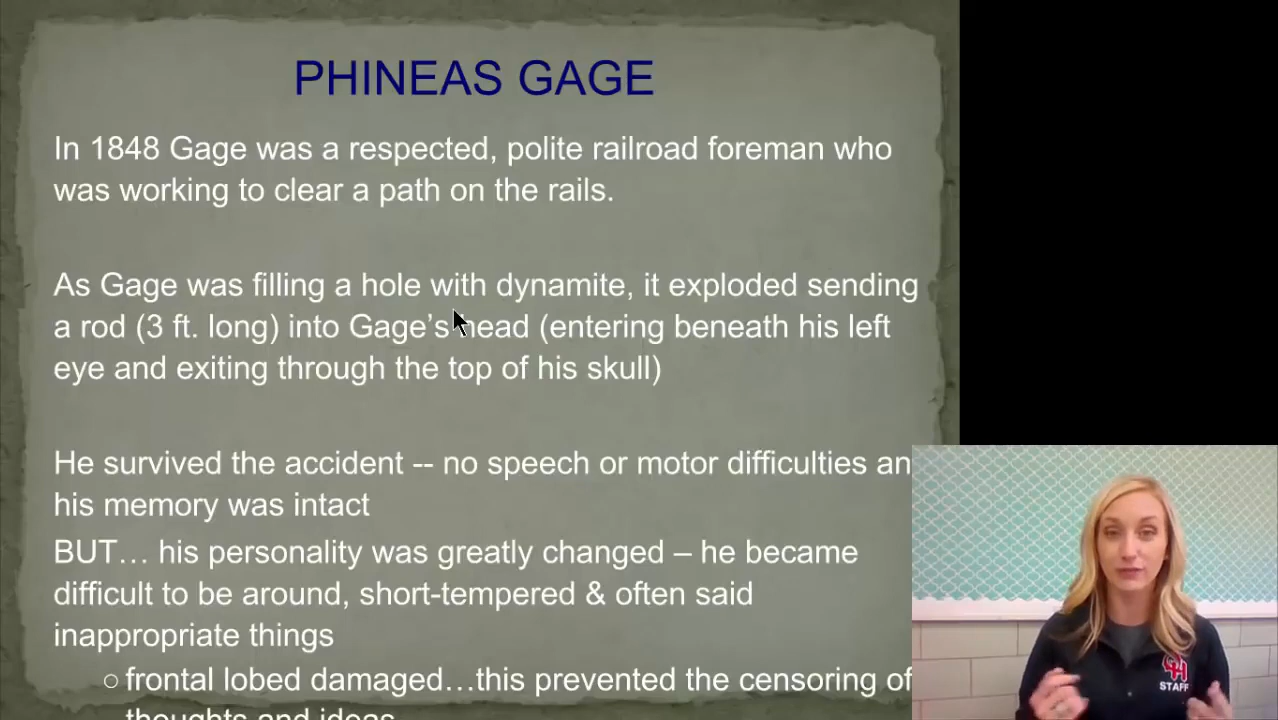 PHINEAS GAGE
In 1848 Gage was a respected, polite railroad foreman who
was working to clear a path on the rails.
As Gage was filling a hole with dynamite, it exploded sending
a rod (3 ft. long) into Gage’s head (entering beneath his left
eye and exiting through the top of his skull)
He survived the accident -- no speech or motor difficulties an
his memory was intact
BUT… his personality was greatly changed – he became
difficult to be around, short-tempered & often said
inappropriate things
○ frontal lobed damaged…this prevented the censoring of
thoughts and ideas
STAFF